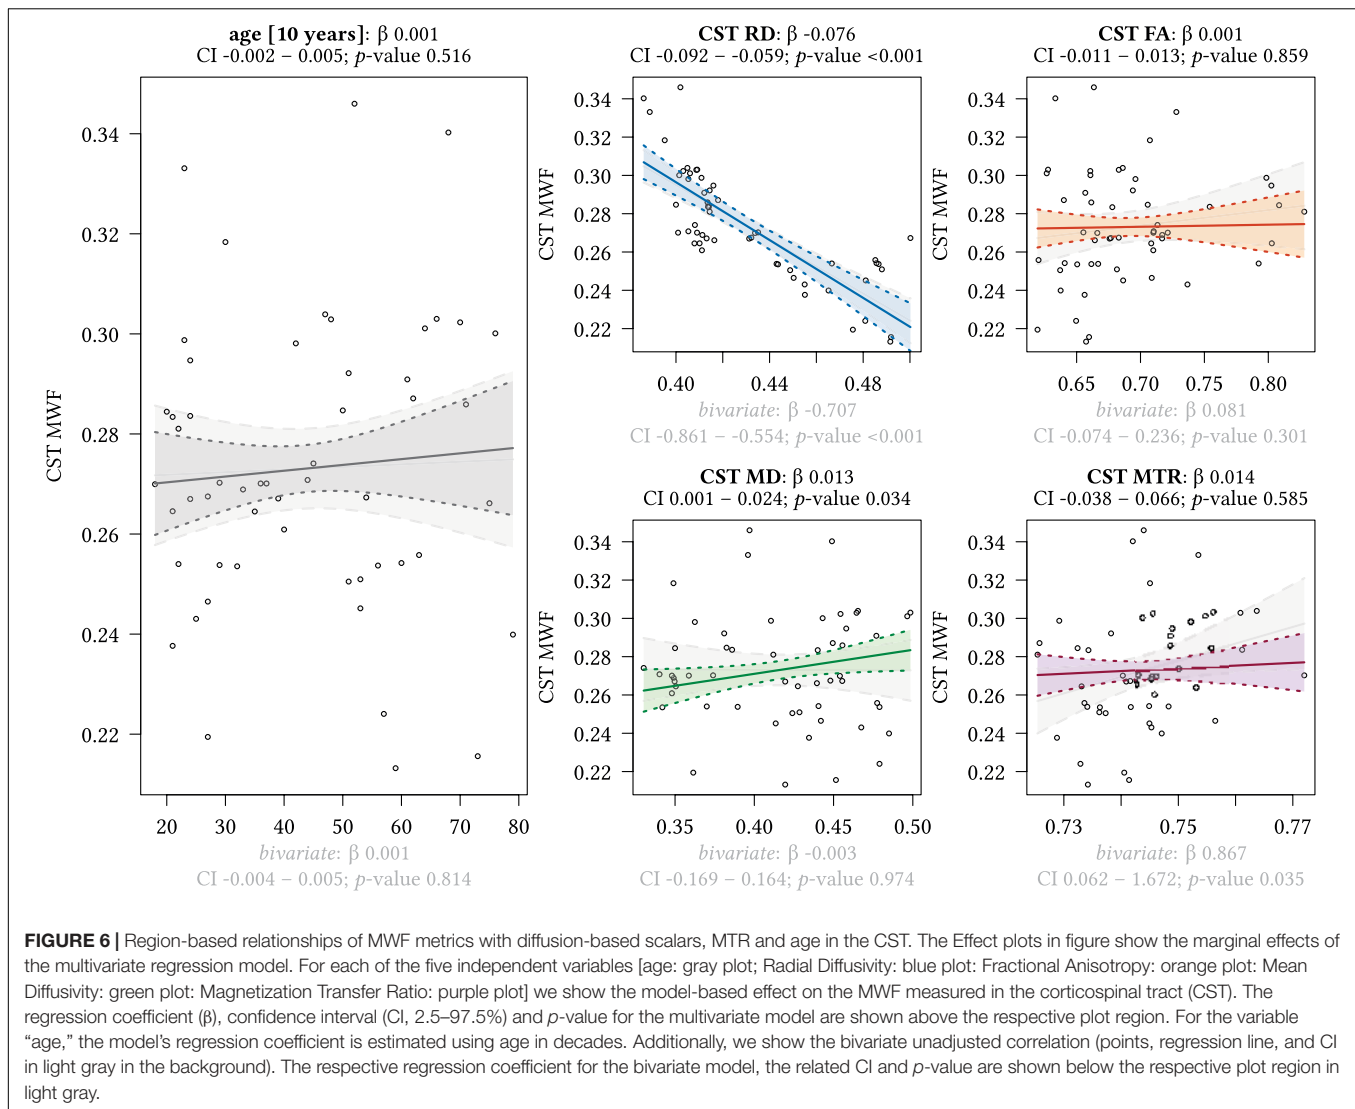 age [10 years]: β 0.001
CI -0.002 – 0.005; p-value 0.516
CST MWF
0.34
0.32
0.30
0.28
0.26
0.24
0.22
20 30 40 50 60 70 80
bivariate: β 0.001
CI -0.004 – 0.005; p-value 0.814
CST RD: β -0.076
CI -0.092 – -0.059; p-value <0.001
CST MWF
0.34
0.32
0.30
0.28
0.26
0.24
0.22
0.40 0.44 0.48
bivariate: β -0.707
CI -0.861 – -0.554; p-value <0.001
CST FA: β 0.001
CI -0.011 – 0.013; p-value 0.859
CST MWF
0.34
0.32
0.30
0.28
0.26
0.24
0.22
0.65 0.70 0.75 0.80
bivariate: β 0.081
CI -0.074 – 0.236; p-value 0.301
CST MD: β 0.013
CI 0.001 – 0.024; p-value 0.034
CST MWF
0.34
0.32
0.30
0.28
0.26
0.24
0.22
0.35 0.40 0.45 0.50
bivariate: β -0.003
CI -0.169 – 0.164; p-value 0.974
CST MTR: β 0.014
CI -0.038 – 0.066; p-value 0.585
CST MWF
0.34
0.32
0.30
0.28
0.26
0.24
0.22
0.73 0.75 0.77
bivariate: β 0.867
CI 0.062 – 1.672; p-value 0.035
FIGURE 6 | Region-based relationships of MWF metrics with diffusion-based scalars, MTR and age in the CST. The Effect plots in figure show the marginal effects of
the multivariate regression model. For each of the five independent variables [age: gray plot; Radial Diffusivity: blue plot: Fractional Anisotropy: orange plot: Mean
Diffusivity: green plot: Magnetization Transfer Ratio: purple plot] we show the model-based effect on the MWF measured in the corticospinal tract (CST). The
regression coefficient (β), confidence interval (CI, 2.5–97.5%) and p-value for the multivariate model are shown above the respective plot region. For the variable
“age,” the model’s regression coefficient is estimated using age in decades. Additionally, we show the bivariate unadjusted correlation (points, regression line, and CI
in light gray in the background). The respective regression coefficient for the bivariate model, the related CI and p-value are shown below the respective plot region in
light gray.